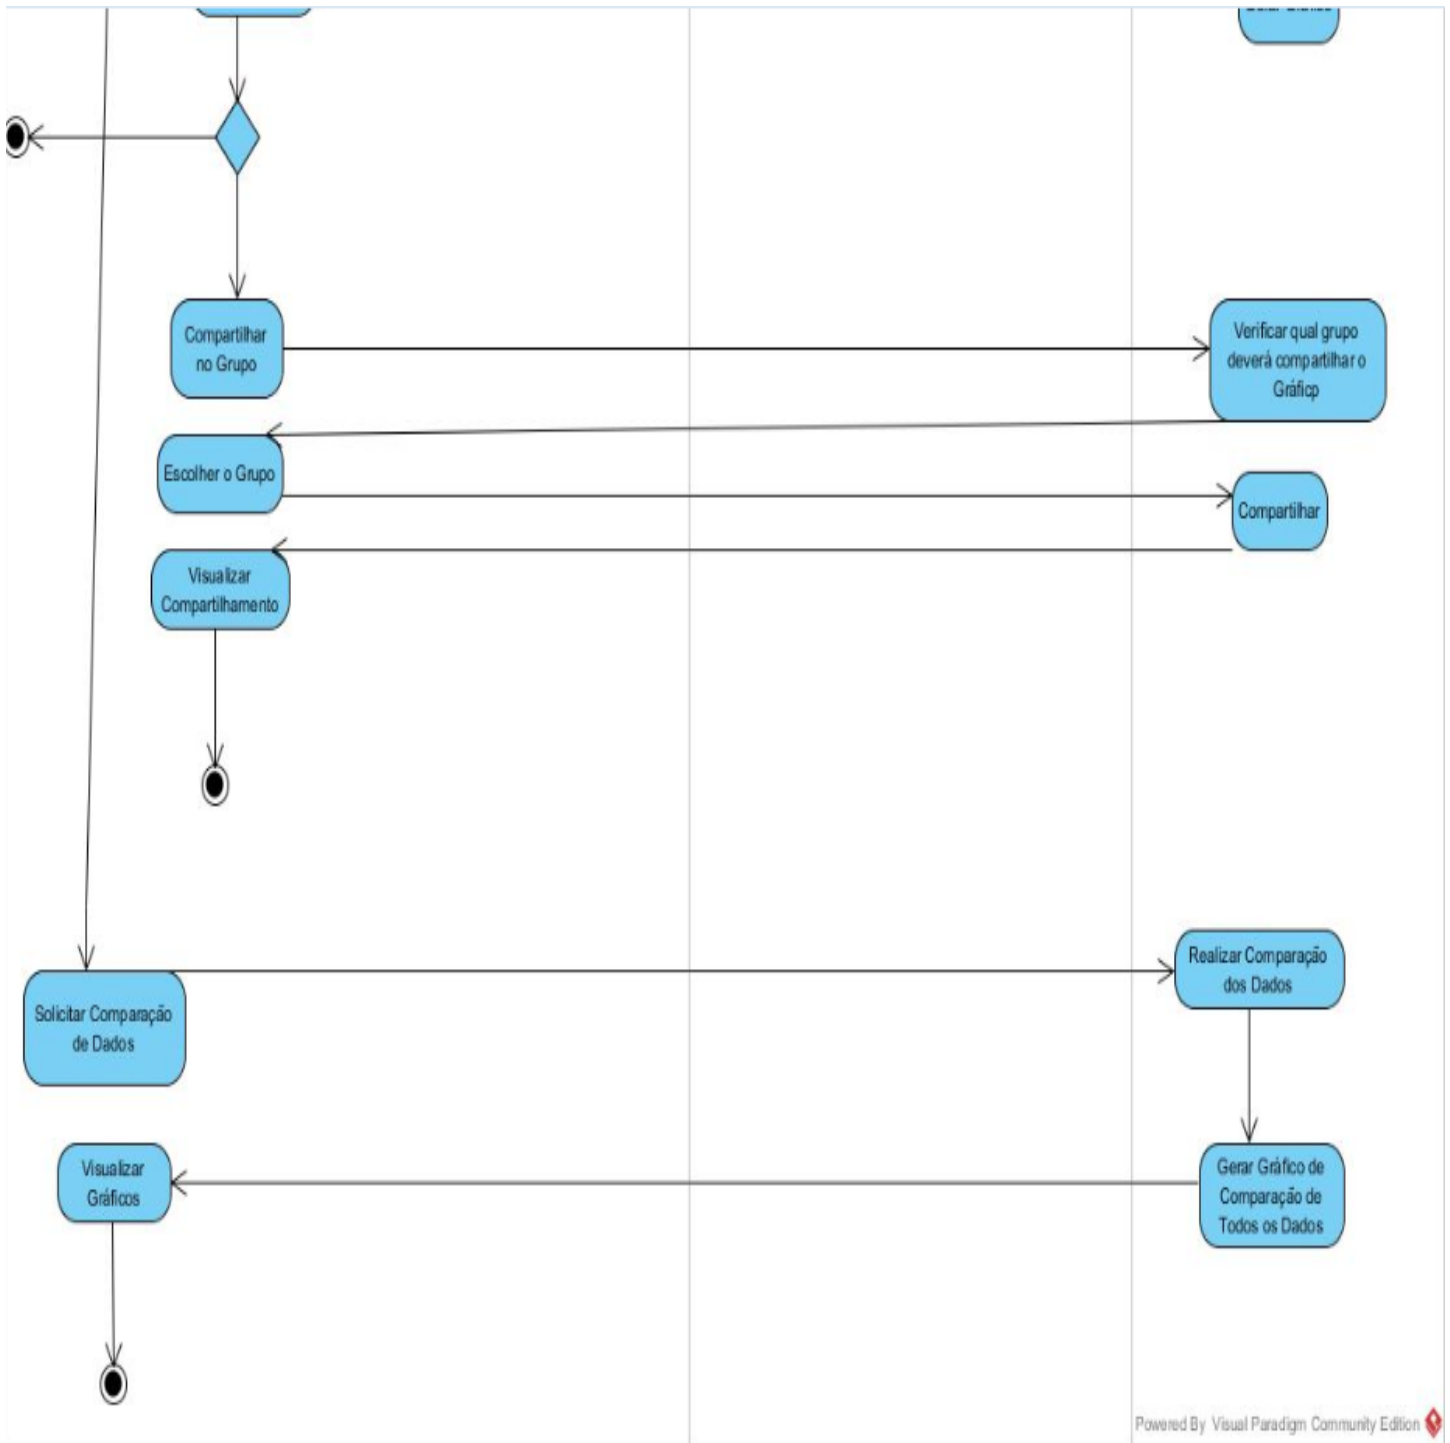 Compartilhar
no Grupo
Verificar qual grupo
deverá compartilhar o
Gráficp
Escolher o Grupo
Compartilhar
Visualizar
Compartilhamento
Realizar Comparação
dos Dados
Solicitar Comparação
de Dados
Visualizar
Gráficos
Gerar Gráfico de
Comparação de
Todos os Dados
Powered By Visual Paradigm Community Edition